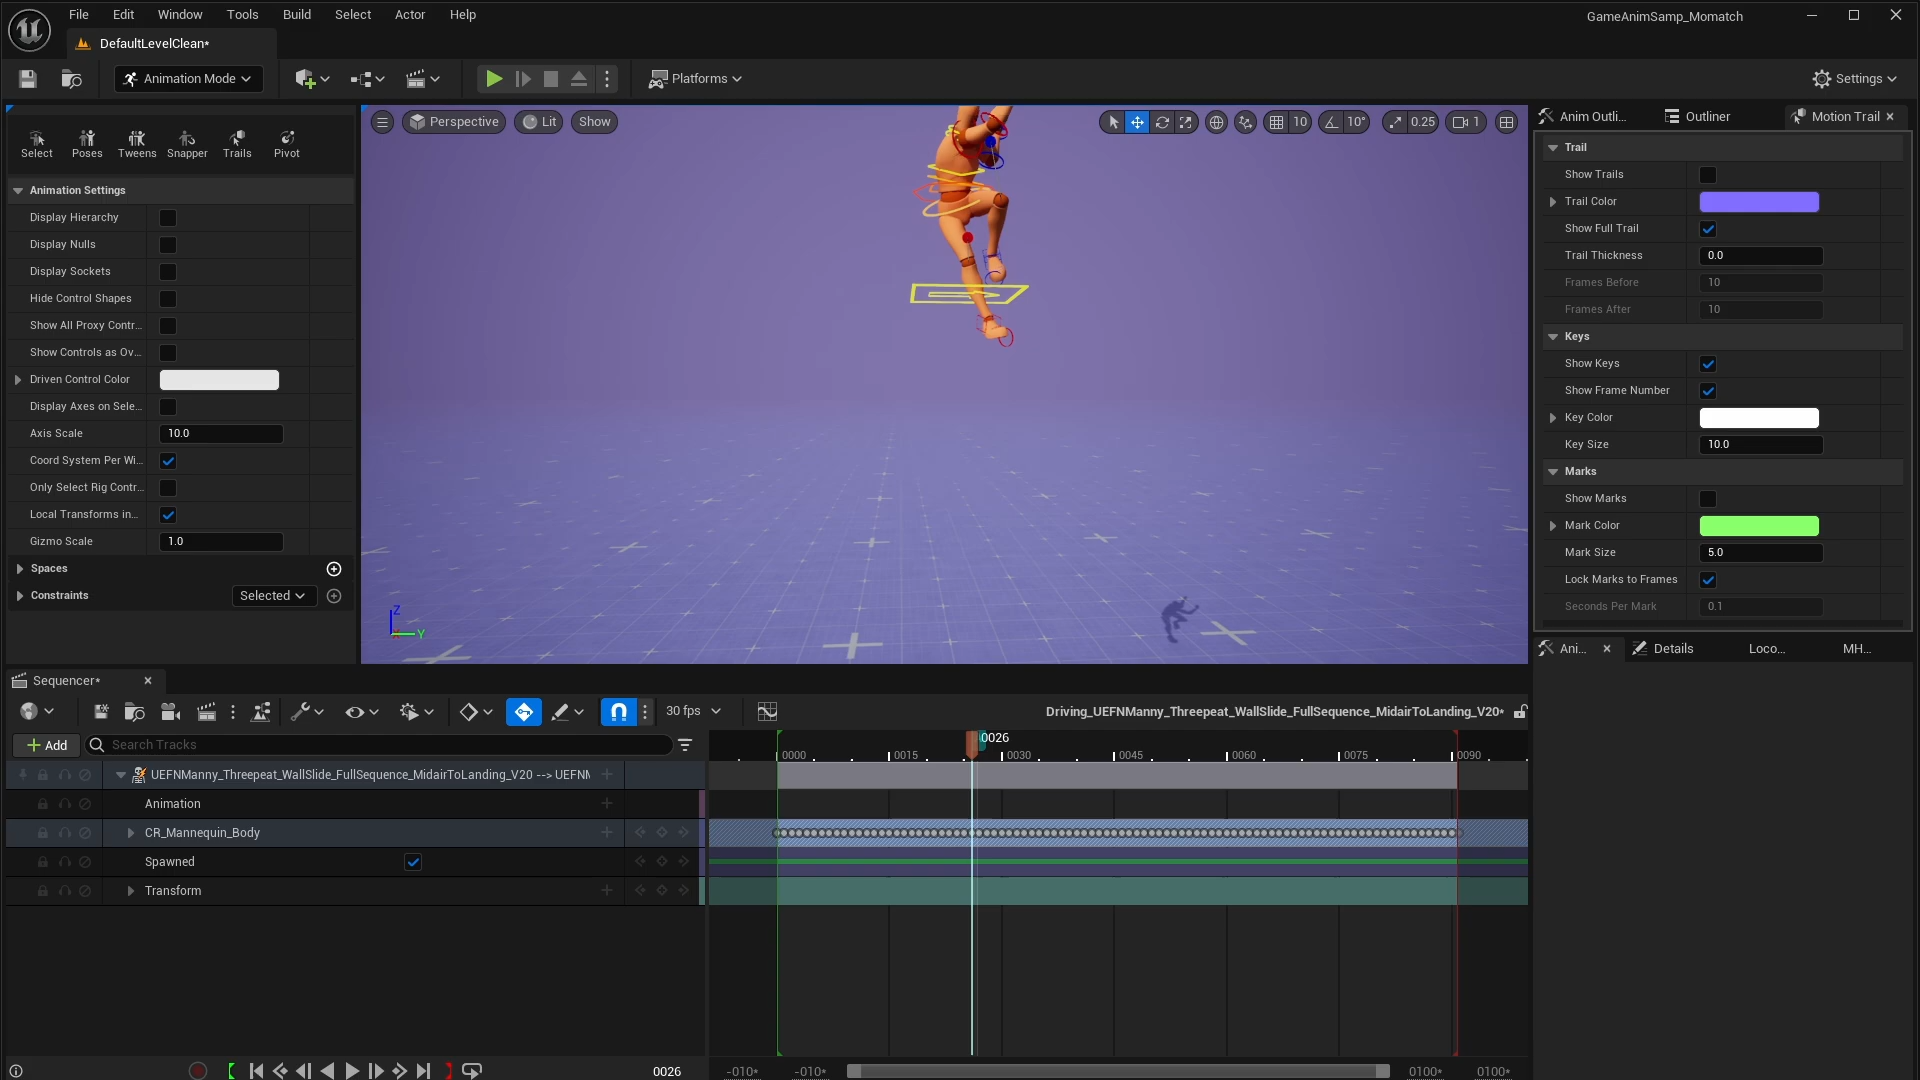 File Edit Window Tools Build Select Actor Help
GameAnimSamp_Momatch
DefaultLevelClean*
Animation Mode
Platforms
Settings
Select Poses Tweens Snapper Trails Pivot
Animation Settings
Display Hierarchy
Display Nulls
Display Sockets
Hide Control Shapes
Show All Proxy Contr...
Show Controls as Ov...
Driven Control Color
Display Axes on Sele...
Axis Scale 10.0
Coord System Per Wi...
Only Select Rig Contr...
Local Transforms in...
Gizmo Scale 1.0
Spaces
Constraints Selected
Perspective Lit Show
10 10° 0.25 1
Z
Y
Anim Outli... Outliner Motion Trail
Trail
Show Trails
Trail Color
Show Full Trail
Trail Thickness 0.0
Frames Before 10
Frames After 10
Keys
Show Keys
Show Frame Number
Key Color
Key Size 10.0
Marks
Show Marks
Mark Color
Mark Size 5.0
Lock Marks to Frames
Seconds Per Mark 0.1
Ani... Details Loco... MH...
Sequencer*
30 fps
Driving_UEFNManny_Threepeat_WallSlide_FullSequence_MidairToLanding_V20*
Add Search Tracks
0026
0000 0015 0030 0045 0060 0075 0090
UEFNManny_Threepeat_WallSlide_FullSequence_MidairToLanding_V20 --> UEFN
Animation
CR_Mannequin_Body
Spawned
Transform
0026
-010* -010* 0100* 0100*